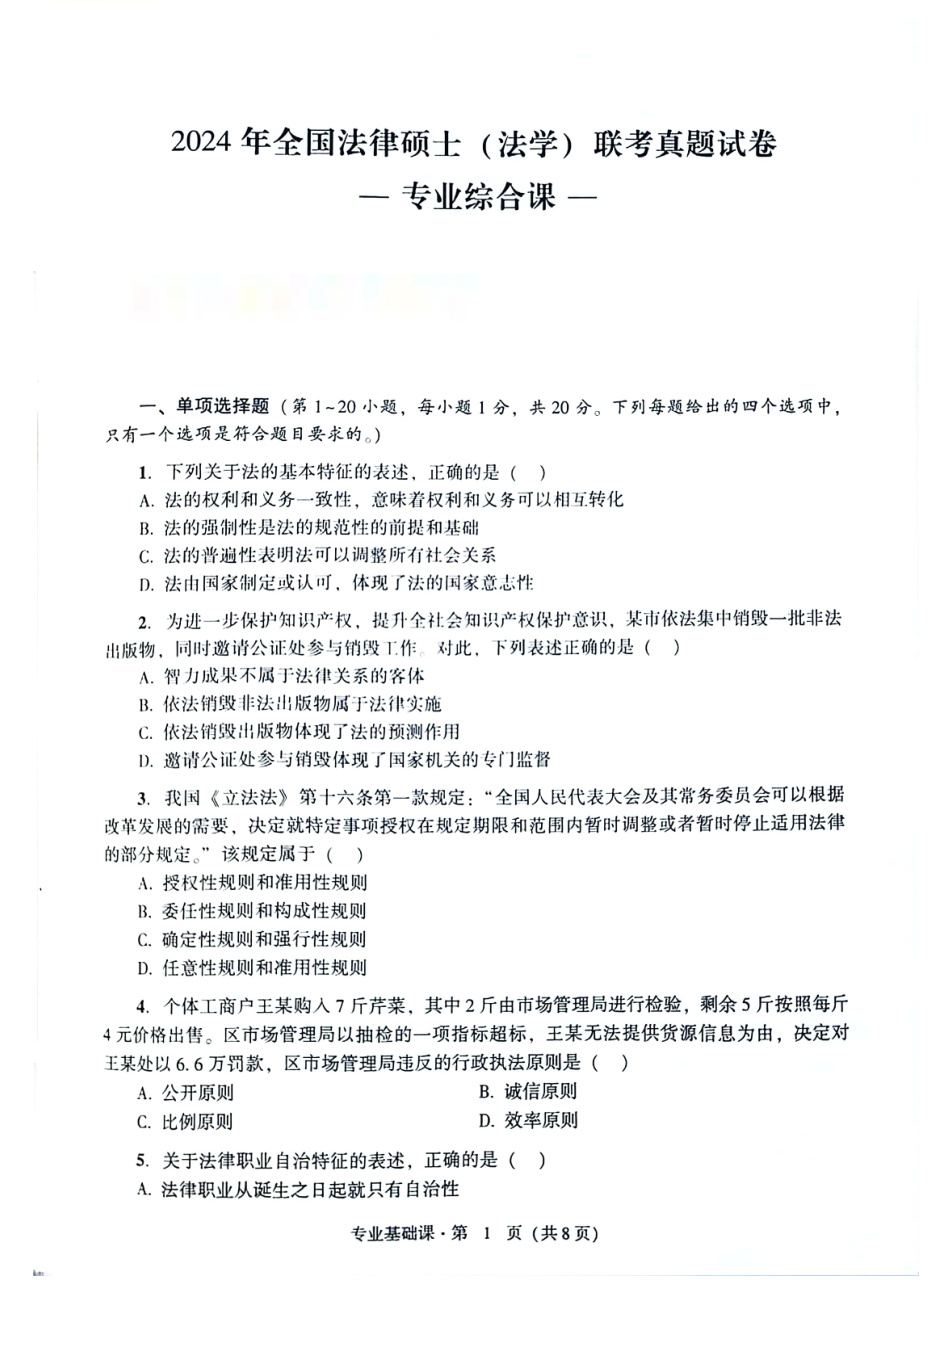 2024 年全国法律硕士（法学）联考真题试卷
— 专业综合课 —
一、单项选择题（第 1~20 小题，每小题 1 分，共 20 分。下列每题给出的四个选项中，
只有一个选项是符合题目要求的。）
1. 下列关于法的基本特征的表述，正确的是（ ）
A. 法的权利和义务一致性，意味着权利和义务可以相互转化
B. 法的强制性是法的规范性的前提和基础
C. 法的普遍性表明法可以调整所有社会关系
D. 法由国家制定或认可，体现了法的国家意志性
2. 为进一步保护知识产权，提升全社会知识产权保护意识，某市依法集中销毁一批非法
出版物，同时邀请公证处参与销毁工作。对此，下列表述正确的是（ ）
A. 智力成果不属于法律关系的客体
B. 依法销毁非法出版物属于法律实施
C. 依法销毁出版物体现了法的预测作用
D. 邀请公证处参与销毁体现了国家机关的专门监督
3. 我国《立法法》第十六条第一款规定：“全国人民代表大会及其常务委员会可以根据
改革发展的需要，决定就特定事项授权在规定期限和范围内暂时调整或者暂时停止适用法律
的部分规定。”该规定属于（ ）
A. 授权性规则和准用性规则
B. 委任性规则和构成性规则
C. 确定性规则和强行性规则
D. 任意性规则和准用性规则
4. 个体工商户王某购入 7 斤芹菜，其中 2 斤由市场管理局进行检验，剩余 5 斤按照每斤
4 元价格出售。区市场管理局以抽检的一项指标超标，王某无法提供货源信息为由，决定对
王某处以 6.6 万罚款，区市场管理局违反的行政执法原则是（ ）
A. 公开原则 B. 诚信原则
C. 比例原则 D. 效率原则
5. 关于法律职业自治特征的表述，正确的是（ ）
A. 法律职业从诞生之日起就只有自治性
专业基础课·第 1 页（共 8 页）